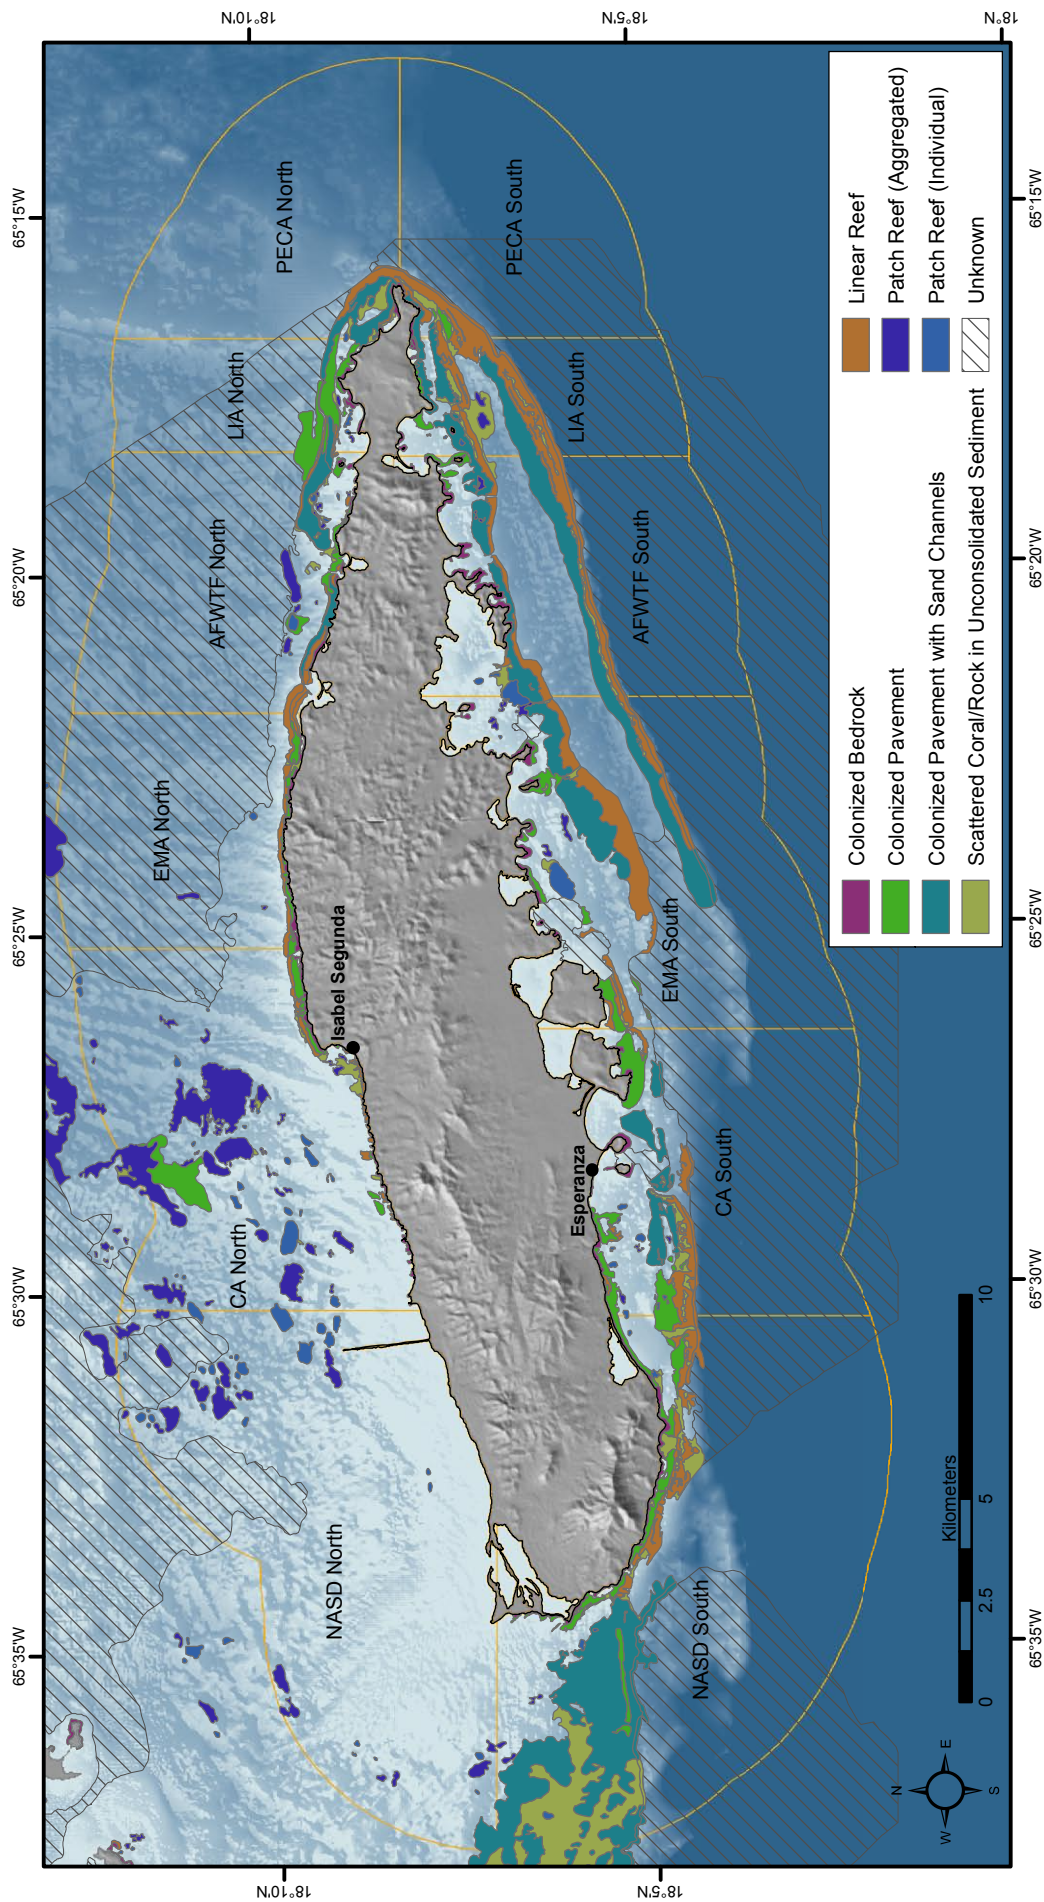 65°35'W
65°30'W
65°25'W
65°20'W
65°15'W
18°10'N
18°10'N
18°5'N
18°5'N
18°N
EMA North
AFWTF North
LIA North
PECA North
CA North
NASD North
Isabel Segunda
Esperanza
PECA South
LIA South
AFWTF South
EMA South
CA South
NASD South
N
W
E
S
Kilometers
0
2.5
5
10
Colonized Bedrock
Colonized Pavement
Colonized Pavement with Sand Channels
Scattered Coral/Rock in Unconsolidated Sediment
Linear Reef
Patch Reef (Aggregated)
Patch Reef (Individual)
Unknown
65°35'W
65°30'W
65°25'W
65°20'W
65°15'W